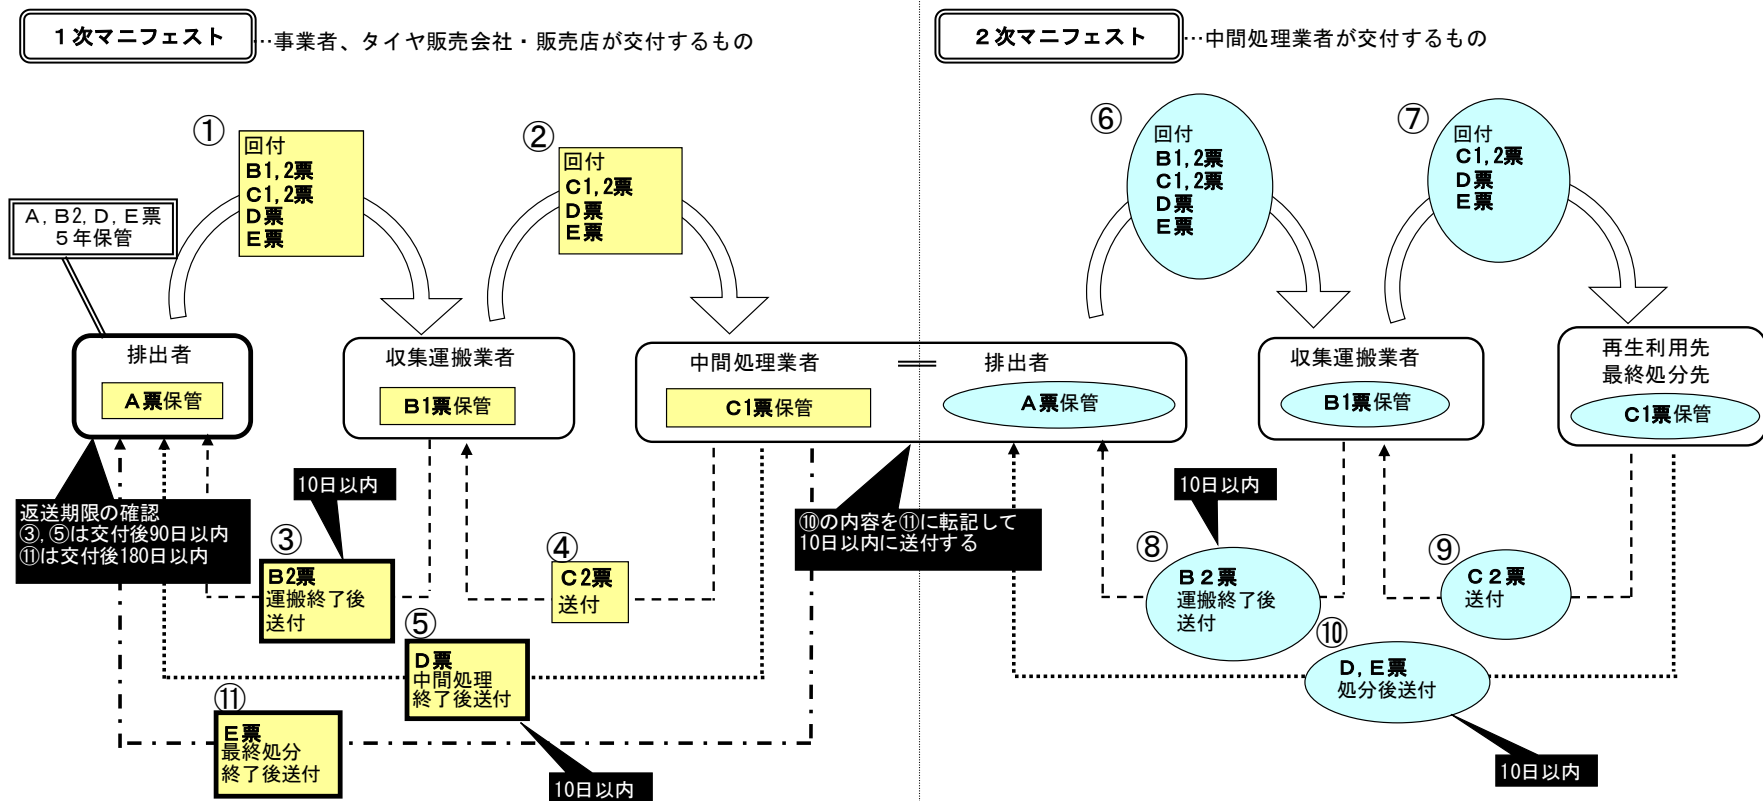 1次マニフェスト
…事業者、タイヤ販売会社・販売店が交付するもの
2次マニフェスト
…中間処理業者が交付するもの
①
回付
B1,2票
C1,2票
D票
E票
②
回付
C1,2票
D票
E票
⑥
回付
B1,2票
C1,2票
D票
E票
⑦
回付
C1,2票
D票
E票
A,B2,D,E票
5年保管
排出者
A票保管
収集運搬業者
B1票保管
中間処理業者
C1票保管
排出者
A票保管
収集運搬業者
B1票保管
再生利用先
最終処分先
C1票保管
返送期限の確認
③,⑤は交付後90日以内
⑪は交付後180日以内
10日以内
③
B2票
運搬終了後
送付
④
C2票
送付
⑩の内容を⑪に転記して
10日以内に送付する
10日以内
⑧
B2票
運搬終了後
送付
⑨
C2票
送付
⑤
D票
中間処理
終了後送付
⑩
D,E票
処分後送付
⑪
E票
最終処分
終了後送付
10日以内
10日以内